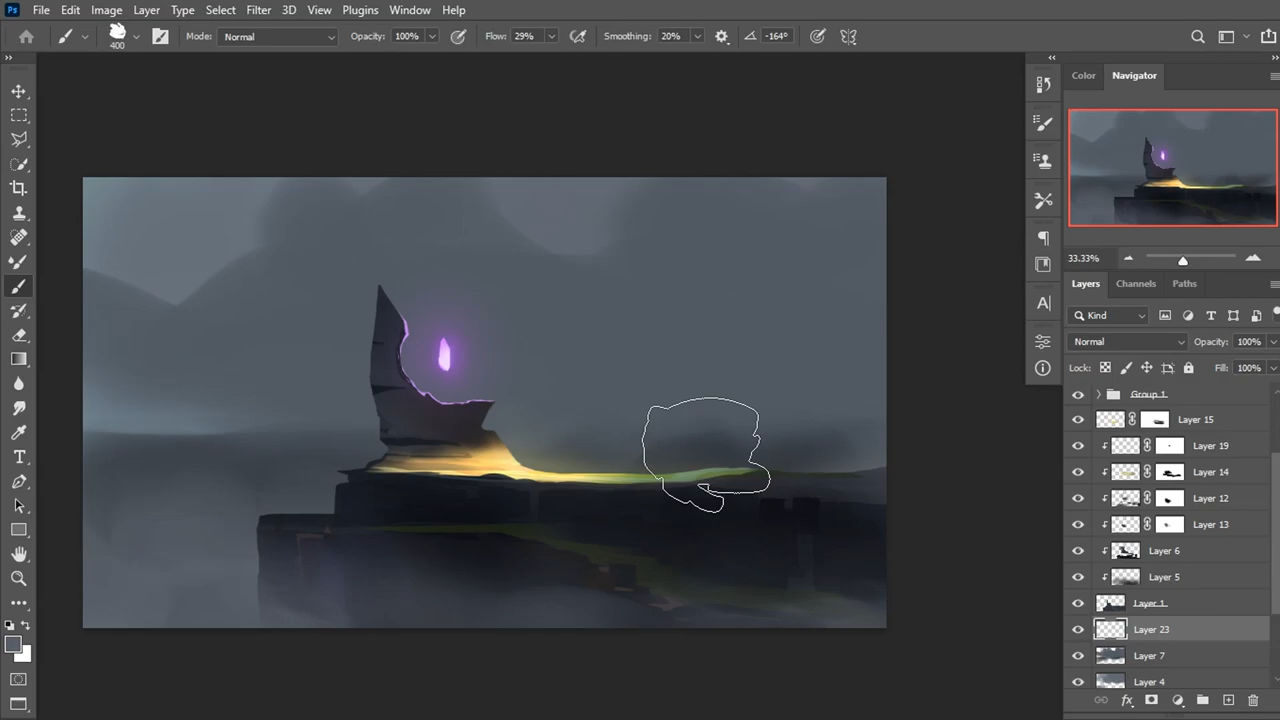 Ps File Edit Image Layer Type Select Filter 3D View Plugins Window Help
400 Mode: Normal Opacity: 100% Flow: 29% Smoothing: 20% -164°
Color Navigator
33.33%
Layers Channels Paths
Kind
Normal Opacity: 100%
Lock: Fill: 100%
Group 1
Layer 15
Layer 19
Layer 14
Layer 12
Layer 13
Layer 6
Layer 5
Layer 1
Layer 23
Layer 7
Layer 4